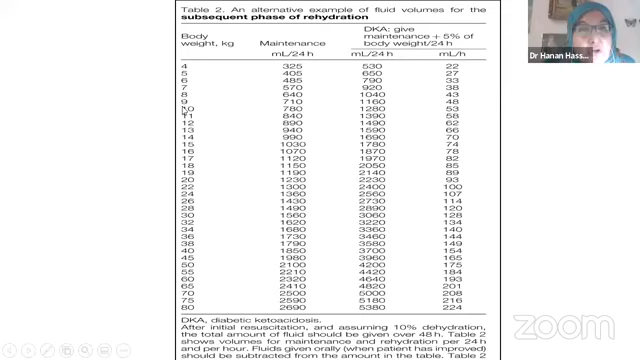 Table 2. An alternative example of fluid volumes for the
subsequent phase of rehydration
DKA: give
Body maintenance + 5% of
weight, kg Maintenance body weight/24 h
mL/24 h mL/24 h mL/h
4 325 530 22
5 405 650 27
6 485 790 33
7 570 920 38
8 640 1040 43
9 710 1160 48
10 780 1280 53
11 840 1390 58
12 890 1490 62
13 940 1590 66
14 990 1690 70
15 1030 1780 74
16 1070 1870 78
17 1120 1970 82
18 1150 2050 85
19 1190 2140 89
20 1230 2230 93
22 1300 2400 100
24 1360 2560 107
26 1430 2730 114
28 1490 2890 120
30 1560 3060 128
32 1620 3220 134
34 1680 3360 140
36 1730 3460 144
38 1790 3580 149
40 1850 3700 154
45 1980 3960 165
50 2100 4200 175
55 2210 4420 184
60 2320 4640 193
65 2410 4820 201
70 2500 5000 208
75 2590 5180 216
80 2690 5380 224
DKA, diabetic ketoacidosis.
After initial resuscitation, and assuming 10% dehydration,
the total amount of fluid should be given over 48 h. Table 2
shows volumes for maintenance and rehydration per 24 h
and per hour. Fluids given orally (when patient has improved)
should be subtracted from the amount in the table. Table 2
Dr Hanan Hass...
zoom